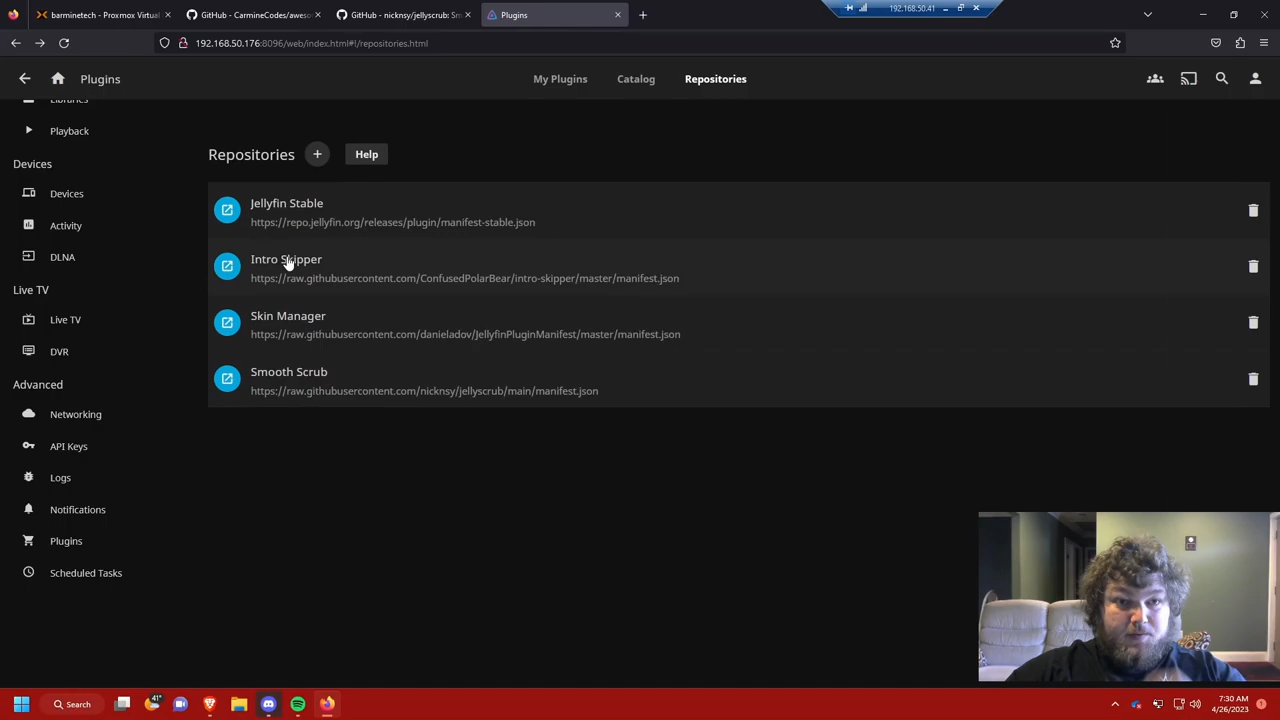 barminetech - Proxmox Virtual
GitHub - CarmineCodes/aweso
GitHub - nicknsy/jellyscrub: Sm
Plugins
192.168.50.41
192.168.50.176:8096/web/index.html#!/repositories.html
Plugins
My Plugins
Catalog
Repositories
Libraries
Playback
Devices
Devices
Activity
DLNA
Live TV
Live TV
DVR
Advanced
Networking
API Keys
Logs
Notifications
Plugins
Scheduled Tasks
Repositories
Help
Jellyfin Stable
https://repo.jellyfin.org/releases/plugin/manifest-stable.json
Intro Skipper
https://raw.githubusercontent.com/ConfusedPolarBear/intro-skipper/master/manifest.json
Skin Manager
https://raw.githubusercontent.com/danieladov/JellyfinPluginManifest/master/manifest.json
Smooth Scrub
https://raw.githubusercontent.com/nicknsy/jellyscrub/main/manifest.json
Search
41°
7:30 AM
4/26/2023
1